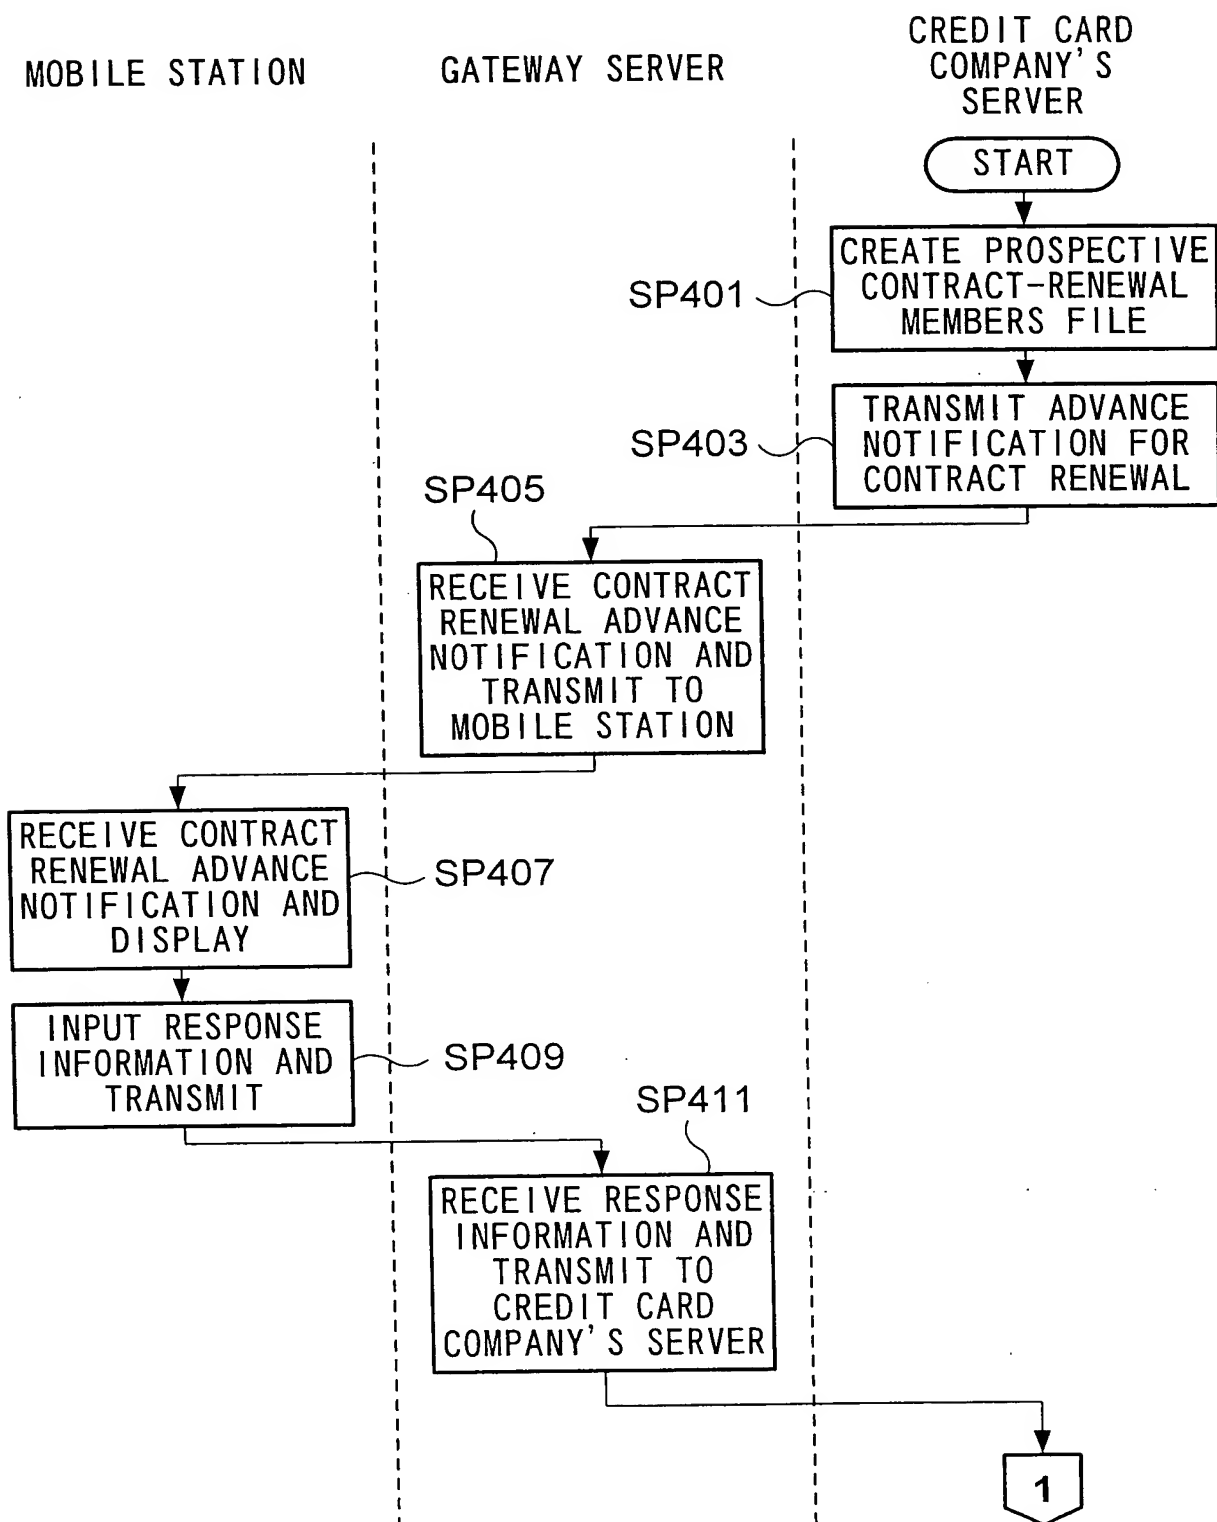 MOBILE STATION
GATEWAY SERVER
CREDIT CARD
COMPANY'S
SERVER
START
CREATE PROSPECTIVE
CONTRACT-RENEWAL
MEMBERS FILE
SP401
TRANSMIT ADVANCE
NOTIFICATION FOR
CONTRACT RENEWAL
SP403
SP405
RECEIVE CONTRACT
RENEWAL ADVANCE
NOTIFICATION AND
TRANSMIT TO
MOBILE STATION
RECEIVE CONTRACT
RENEWAL ADVANCE
NOTIFICATION AND
DISPLAY
SP407
INPUT RESPONSE
INFORMATION AND
TRANSMIT
SP409
SP411
RECEIVE RESPONSE
INFORMATION AND
TRANSMIT TO
CREDIT CARD
COMPANY'S SERVER
1